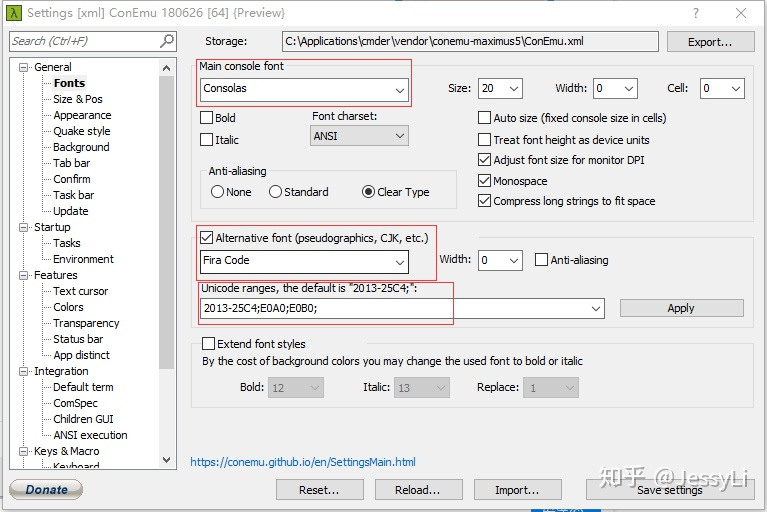 λ Settings [xml] ConEmu 180626 [64] {Preview} ?
Search (Ctrl+F)
Storage: C:\Applications\cmder\vendor\conemu-maximus5\ConEmu.xml Export...
General
Fonts
Size & Pos
Appearance
Quake style
Background
Tab bar
Confirm
Task bar
Update
Startup
Tasks
Environment
Features
Text cursor
Colors
Transparency
Status bar
App distinct
Integration
Default term
ComSpec
Children GUI
ANSI execution
Keys & Macro
Keyboard
Main console font
Consolas
Size: 20 Width: 0 Cell: 0
Bold
Italic
Font charset:
ANSI
Auto size (fixed console size in cells)
Treat font height as device units
Adjust font size for monitor DPI
Monospace
Compress long strings to fit space
Anti-aliasing
None Standard Clear Type
Alternative font (pseudographics, CJK, etc.)
Fira Code
Width: 0 Anti-aliasing
Unicode ranges, the default is "2013-25C4;":
2013-25C4;E0A0;E0B0;
Apply
Extend font styles
By the cost of background colors you may change the used font to bold or italic
Bold: 12 Italic: 13 Replace: 1
https://conemu.github.io/en/SettingsMain.html
知乎 @JessyLi
Donate Reset... Reload... Import... Save settings